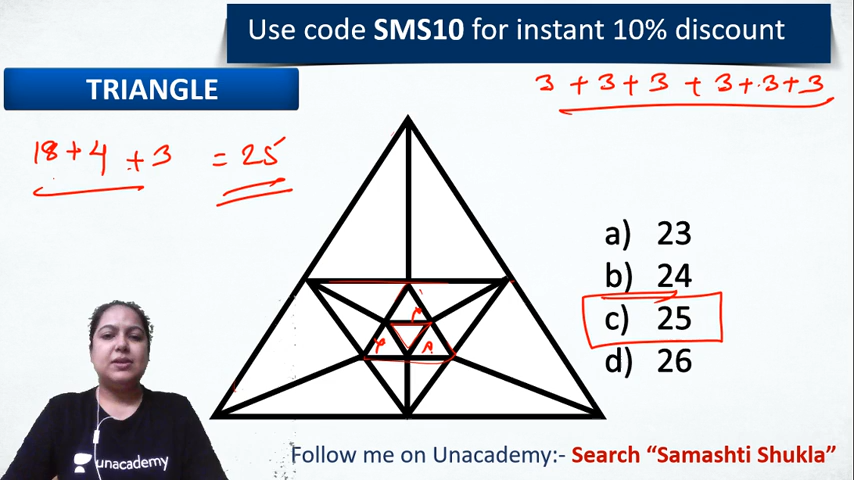 Use code SMS10 for instant 10% discount
TRIANGLE
3 + 3 + 3 + 3 + 3 + 3
18 + 4 + 3 = 25
a) 23
b) 24
c) 25
d) 26
unacademy
Follow me on Unacademy:- Search “Samashti Shukla”